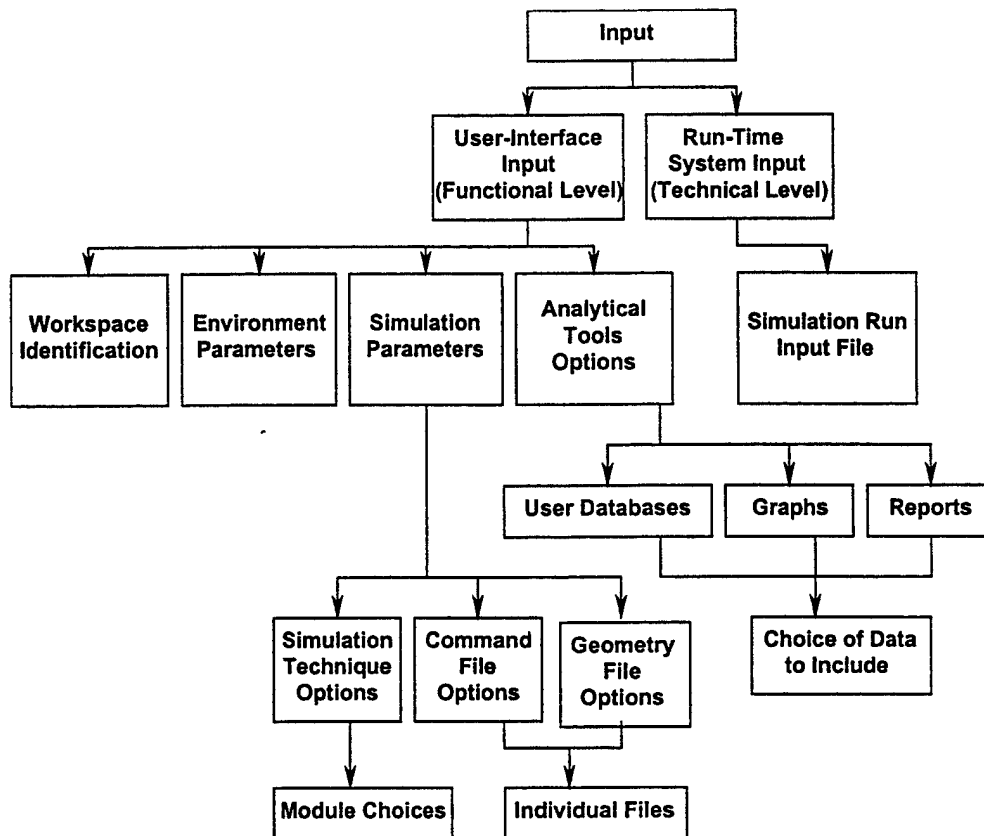 Input
User-Interface
Input
(Functional Level)
Run-Time
System Input
(Technical Level)
Workspace
Identification
Environment
Parameters
Simulation
Parameters
Analytical
Tools
Options
Simulation Run
Input File
User Databases
Graphs
Reports
Simulation
Technique
Options
Command
File
Options
Geometry
File
Options
Choice of Data
to Include
Module Choices
Individual Files